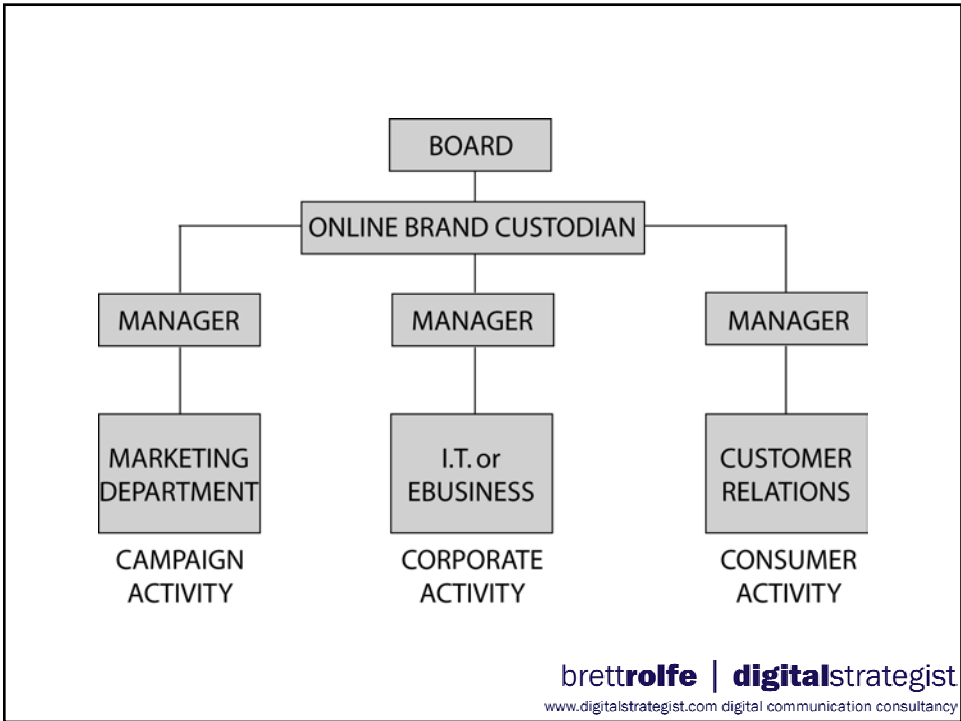 BOARD
ONLINE BRAND CUSTODIAN
MANAGER
MANAGER
MANAGER
MARKETING
DEPARTMENT
I.T. or
EBUSINESS
CUSTOMER
RELATIONS
CAMPAIGN
ACTIVITY
CORPORATE
ACTIVITY
CONSUMER
ACTIVITY
brettrolfe | digitalstrategist
www.digitalstrategist.com digital communication consultancy